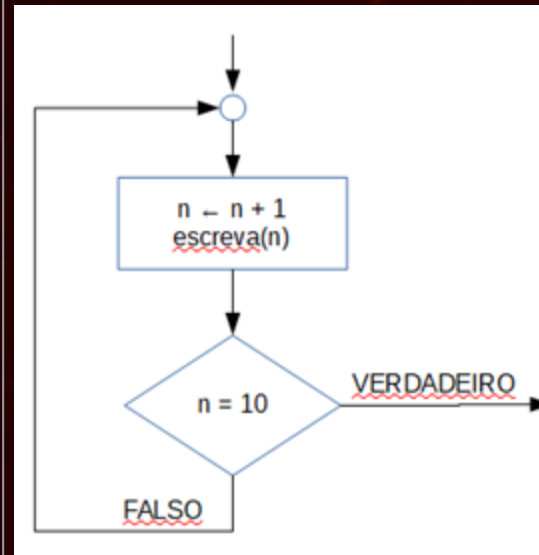 n ← n + 1
escreva(n)
n = 10
VERDADEIRO
FALSO